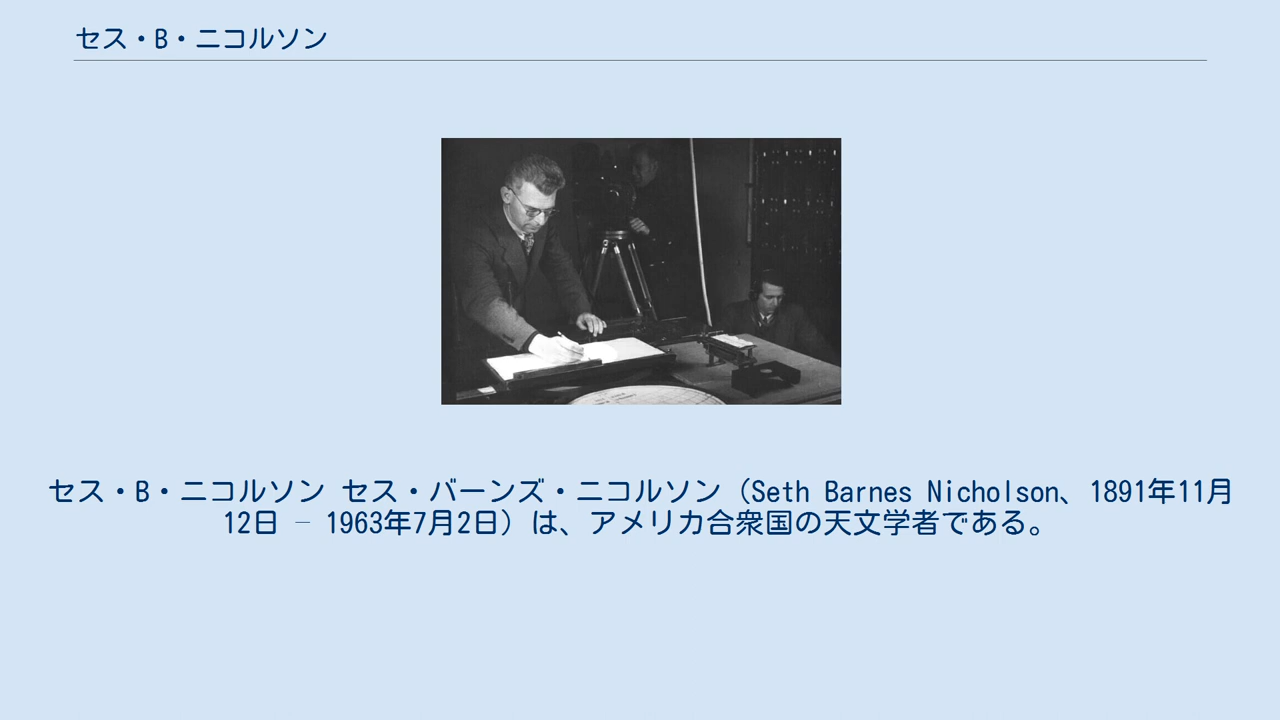 セス・B・ニコルソン
セス・B・ニコルソン セス・バーンズ・ニコルソン（Seth Barnes Nicholson、1891年11月
12日 – 1963年7月2日）は、アメリカ合衆国の天文学者である。